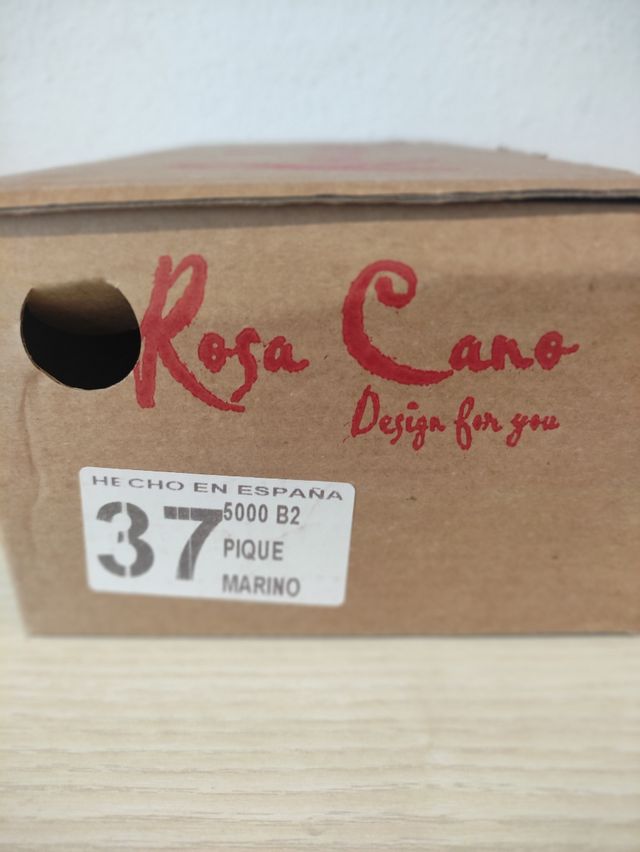 Rosa Cano
Design for you
HECHO EN ESPAÑA
37
5000 B2
PIQUE
MARINO